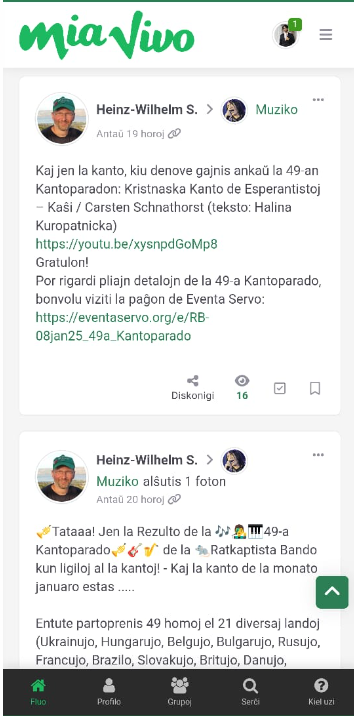 mia vivo
1
Heinz-Wilhelm S. > Muziko
Antaŭ 19 horoj
Kaj jen la kanto, kiu denove gajnis ankaŭ la 49-an
Kantoparadon: Kristnaska Kanto de Esperantistoj
– Kaŝi / Carsten Schnathorst (teksto: Halina
Kuropatnicka)
https://youtu.be/xysnpdGoMp8
Gratulon!
Por rigardi pliajn detalojn de la 49-a Kantoparado,
bonvolu viziti la paĝon de Eventa Servo:
https://eventaservo.org/e/RB-
08jan25_49a_Kantoparado
Diskonigi
16
Heinz-Wilhelm S. >
Muziko alŝutis 1 foton
Antaŭ 20 horoj
🎺Tataaa! Jen la Rezulto de la 🎶👨‍🎤🎹49-a
Kantoparado🎺🎸🎷 de la 🐀Ratkaptista Bando
kun ligiloj al la kantoj! - Kaj la kanto de la monato
januaro estas .....
Entute partoprenis 49 homoj el 21 diversaj landoj
(Ukrainujo, Hungarujo, Belgujo, Bulgarujo, Rusujo,
Francujo, Brazilo, Slovakujo, Britujo, Danujo,
Fluo
Profilo
Grupoj
Serĉi
Kiel uzi